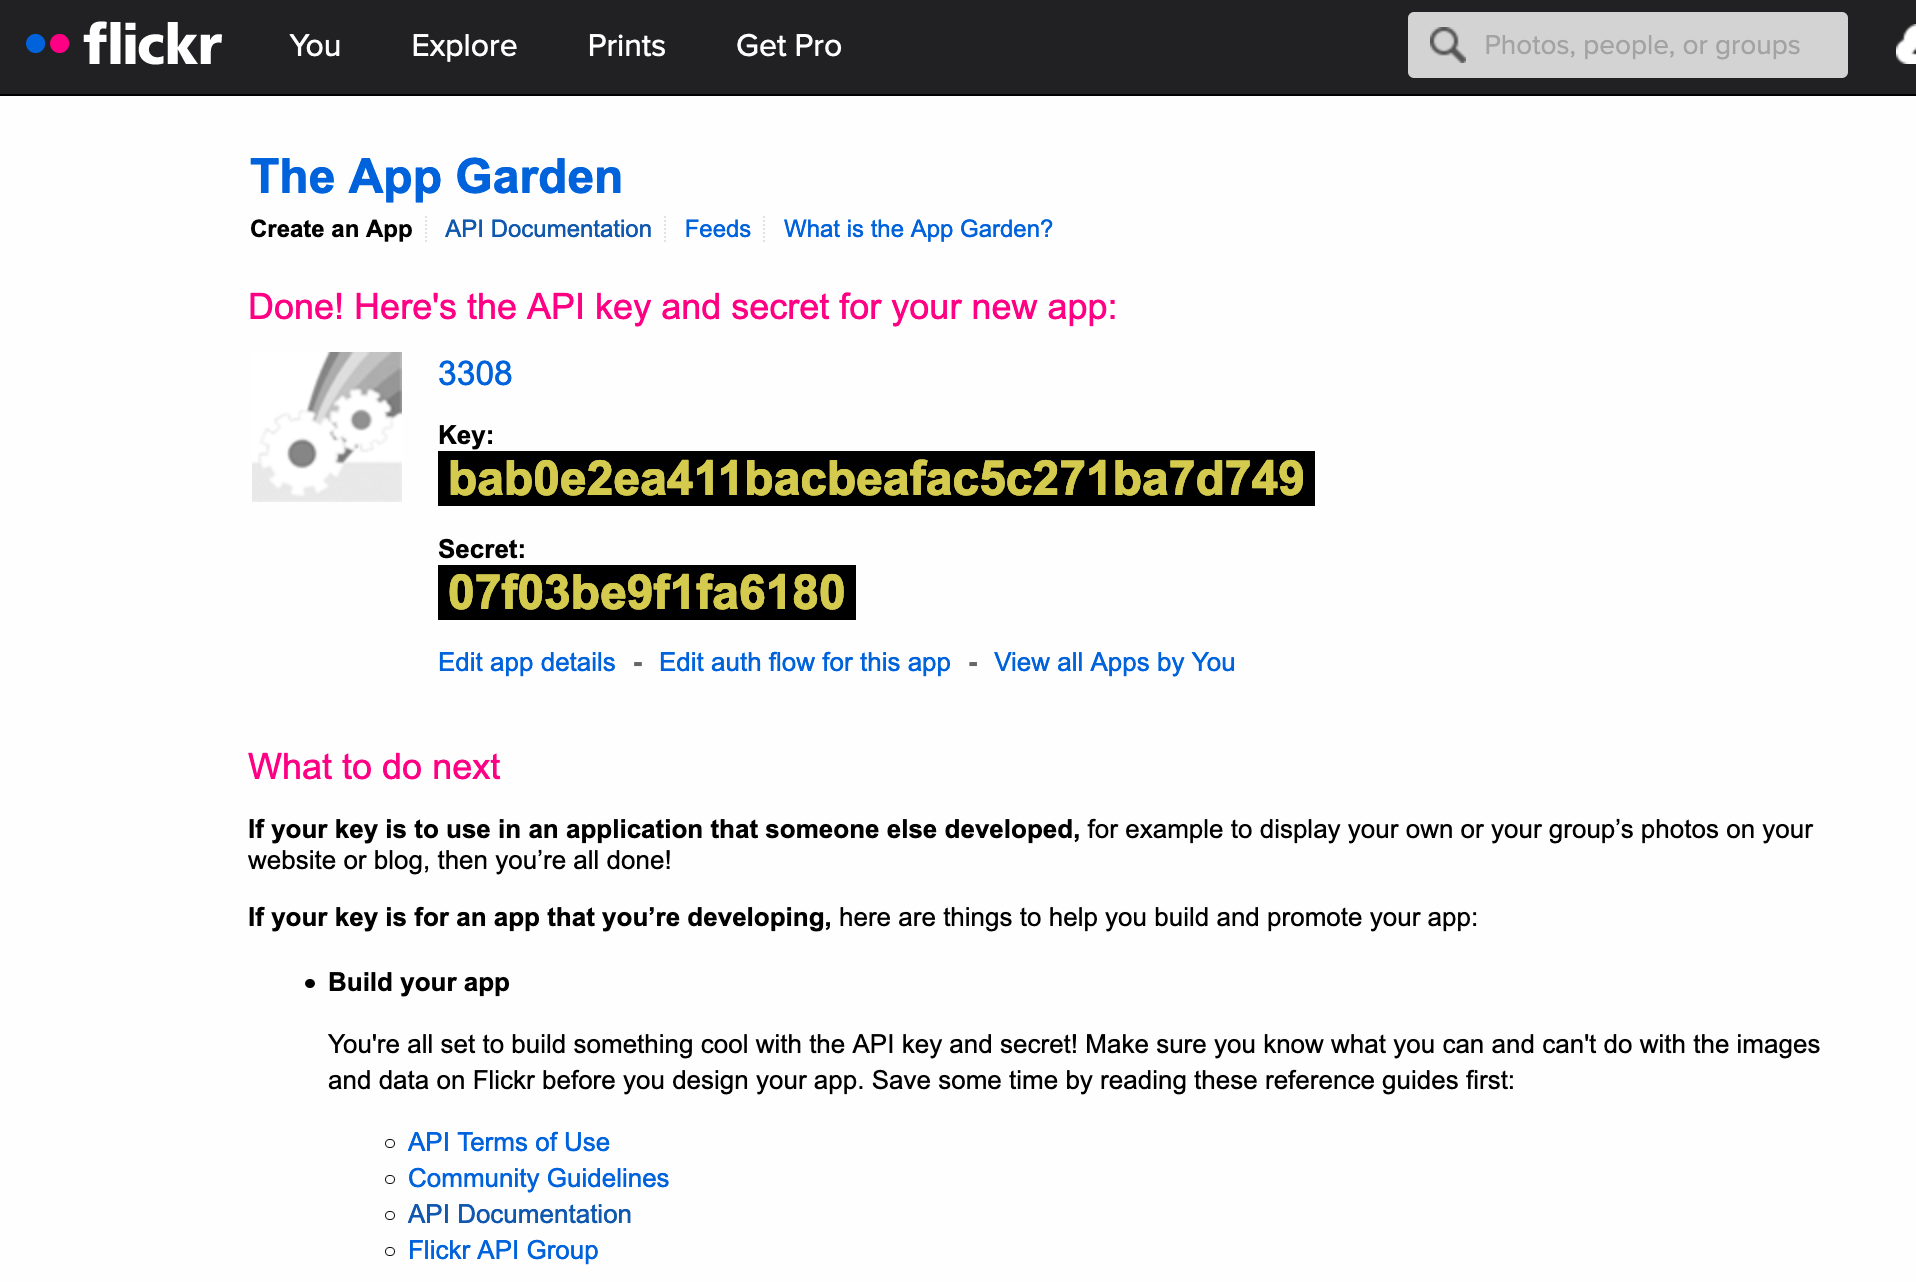 flickr You Explore Prints Get Pro Photos, people, or groups
The App Garden
Create an App API Documentation Feeds What is the App Garden?
Done! Here's the API key and secret for your new app:
3308
Key:
bab0e2ea411bacbeafac5c271ba7d749
Secret:
07f03be9f1fa6180
Edit app details - Edit auth flow for this app - View all Apps by You
What to do next
If your key is to use in an application that someone else developed, for example to display your own or your group’s photos on your
website or blog, then you’re all done!
If your key is for an app that you’re developing, here are things to help you build and promote your app:
• Build your app
You're all set to build something cool with the API key and secret! Make sure you know what you can and can't do with the images
and data on Flickr before you design your app. Save some time by reading these reference guides first:
○ API Terms of Use
○ Community Guidelines
○ API Documentation
○ Flickr API Group